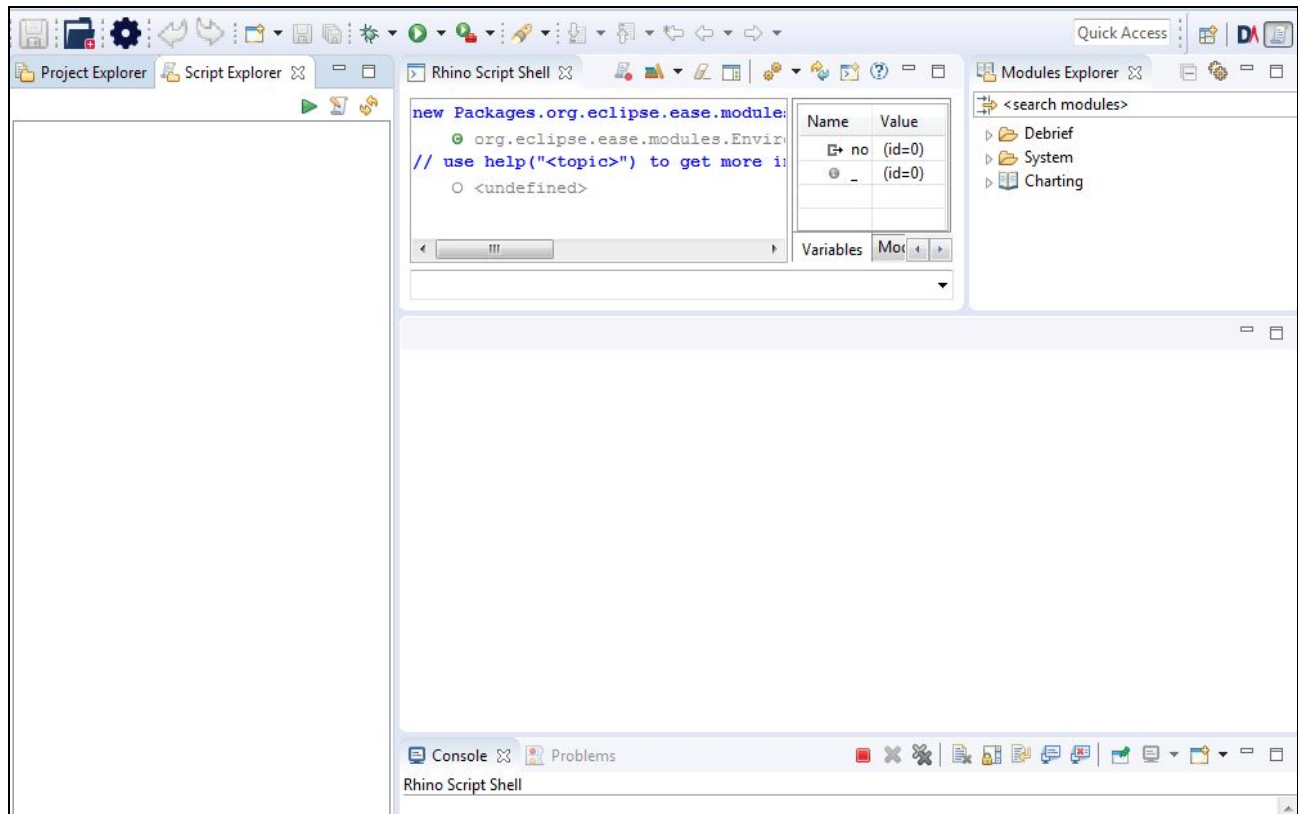 Quick Access
DA
Project Explorer
Script Explorer
Rhino Script Shell
Modules Explorer
new Packages.org.eclipse.ease.module
org.eclipse.ease.modules.Envir
// use help("<topic>") to get more i
<undefined>
Name Value
no (id=0)
_ (id=0)
Variables
Mo
<search modules>
Debrief
System
Charting
Console
Problems
Rhino Script Shell